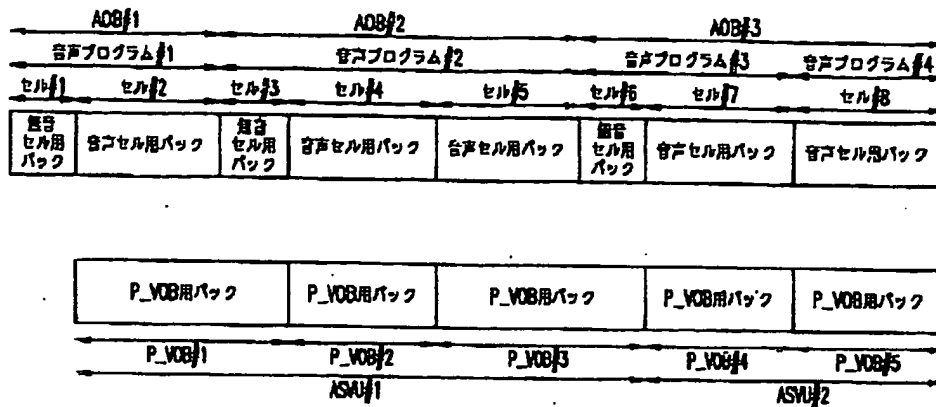 AOB#1 AOB#2 AOB#3
音声プログラム#1 音声プログラム#2 音声プログラム#3 音声プログラム#4
セル#1 セル#2 セル#3 セル#4 セル#5 セル#6 セル#7 セル#8
無音
セル用
パック
音声セル用パック
無音
セル用
パック
音声セル用パック
音声セル用パック
無音
セル用
パック
音声セル用パック
音声セル用パック
P_VOB用パック P_VOB用パック P_VOB用パック P_VOB用パック P_VOB用パック
P_VOB#1 P_VOB#2 P_VOB#3 P_VOB#4 P_VOB#5
ASVU#1 ASVU#2